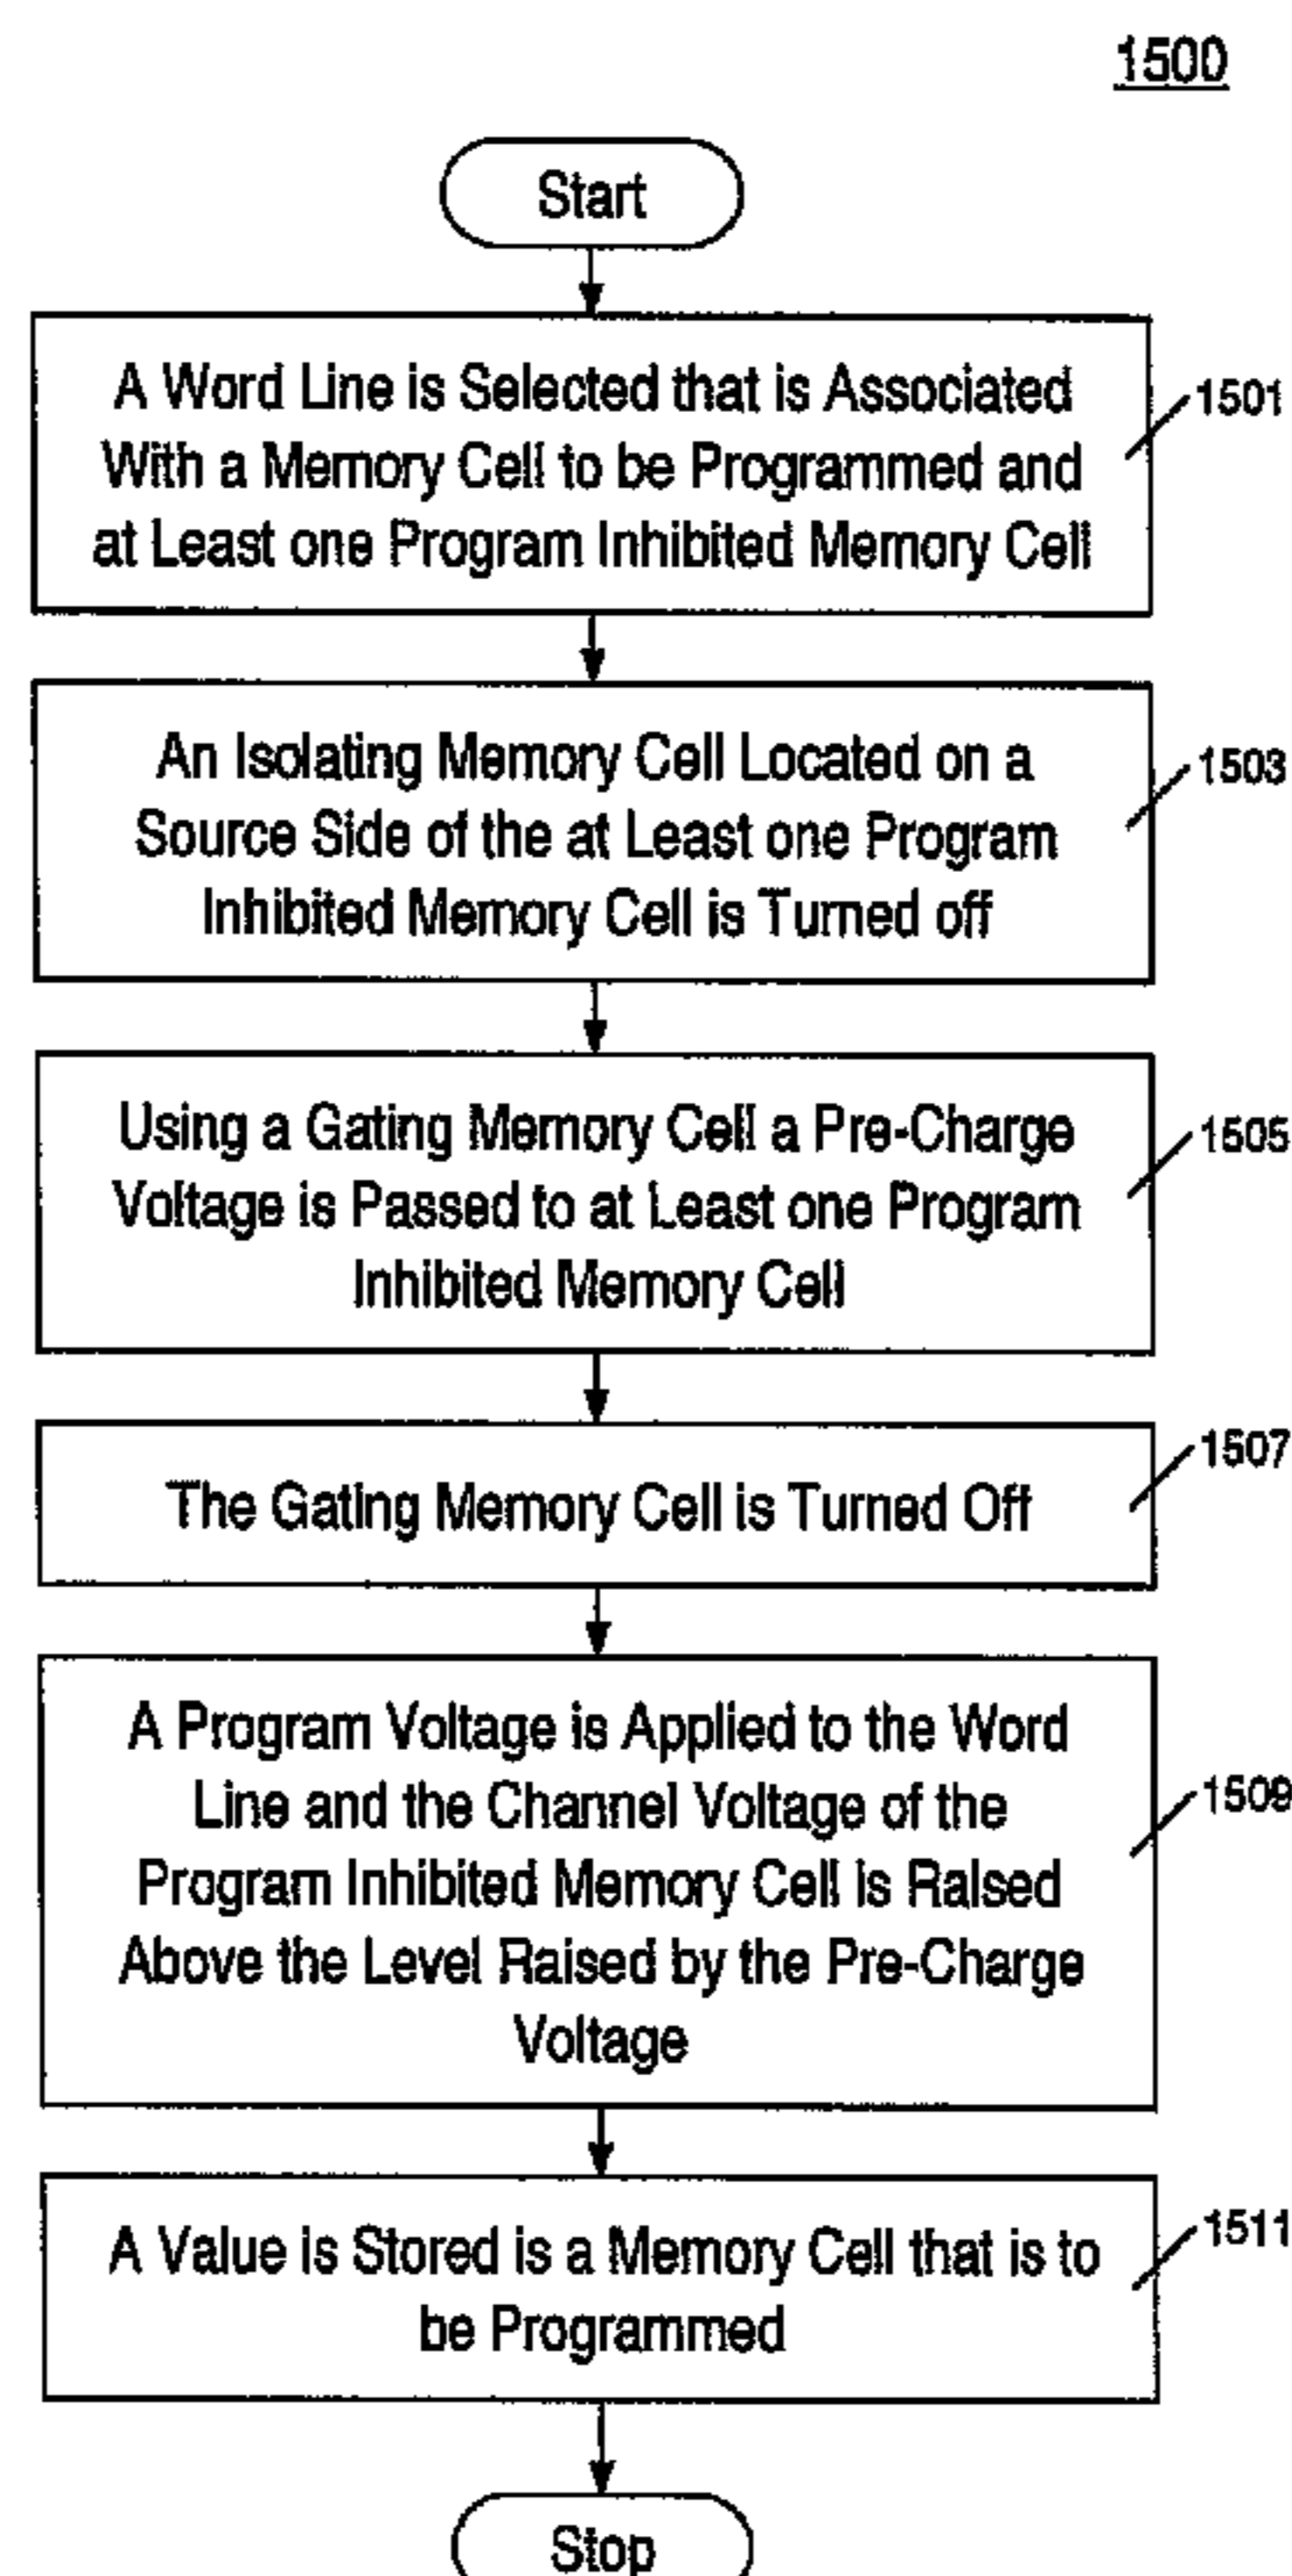 1500
Start
A Word Line is Selected that is Associated
With a Memory Cell to be Programmed and
at Least one Program Inhibited Memory Cell
1501
An Isolating Memory Cell Located on a
Source Side of the at Least one Program
Inhibited Memory Cell is Turned off
1503
Using a Gating Memory Cell a Pre-Charge
Voltage is Passed to at Least one Program
Inhibited Memory Cell
1505
The Gating Memory Cell is Turned Off
1507
A Program Voltage is Applied to the Word
Line and the Channel Voltage of the
Program Inhibited Memory Cell is Raised
Above the Level Raised by the Pre-Charge
Voltage
1509
A Value is Stored is a Memory Cell that is to
be Programmed
1511
Stop